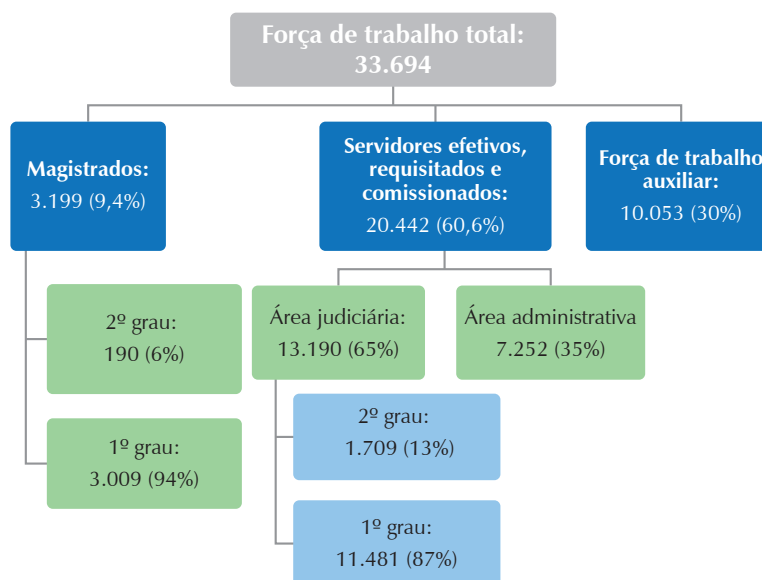 Força de trabalho total:
33.694
Magistrados:
3.199 (9,4%)
Servidores efetivos,
requisitados e
comissionados:
20.442 (60,6%)
Força de trabalho
auxiliar:
10.053 (30%)
2º grau:
190 (6%)
1º grau:
3.009 (94%)
Área judiciária:
13.190 (65%)
Área administrativa
7.252 (35%)
2º grau:
1.709 (13%)
1º grau:
11.481 (87%)